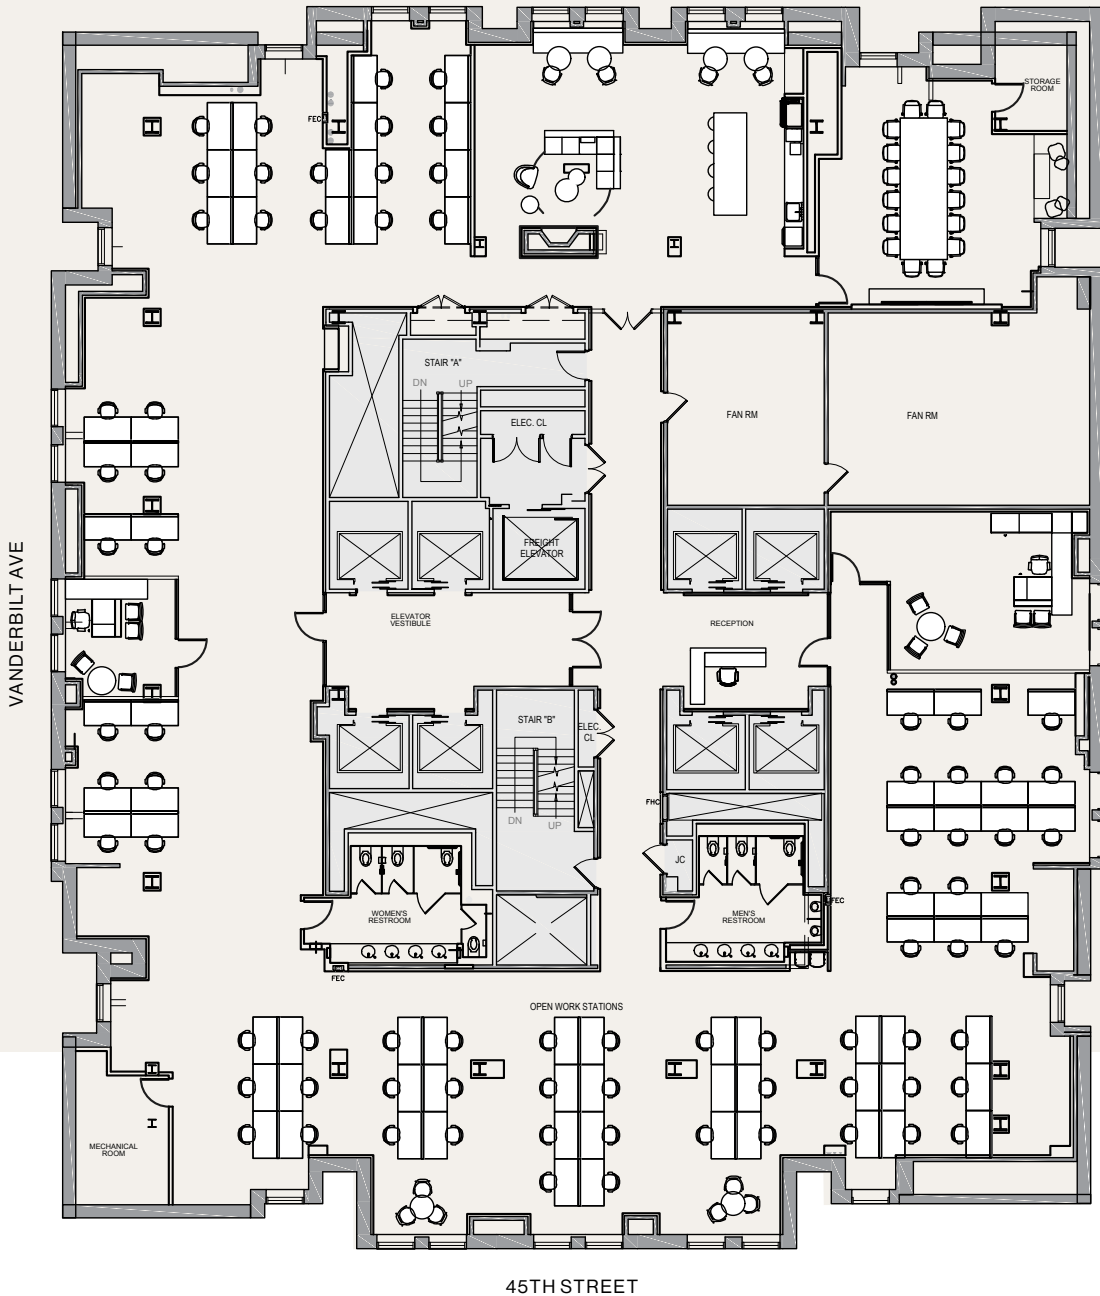 STORAGE
ROOM
FEC
STAIR "A"
DN
UP
ELEC. CL
FAN RM
FAN RM
FREIGHT
ELEVATOR
VANDERBILT AVE
ELEVATOR
VESTIBULE
RECEPTION
STAIR "B"
ELEC.
CL
DN
UP
FHC
JC
WOMEN'S
RESTROOM
MEN'S
RESTROOM
FEC
FEC
OPEN WORK STATIONS
MECHANICAL
ROOM
45TH STREET